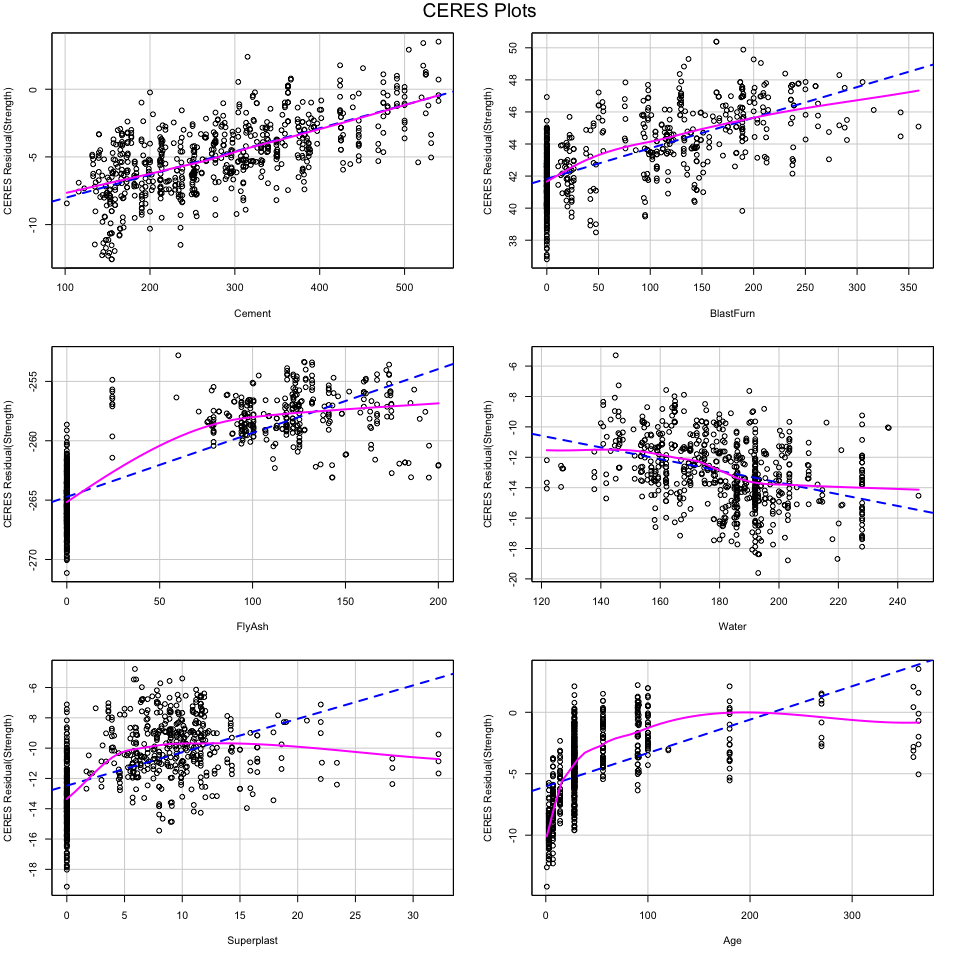 CERES Plots
CERES Residual(Strength)
0
-5
-10
100 200 300 400 500
Cement
CERES Residual(Strength)
50
48
46
44
42
40
38
0 50 100 150 200 250 300 350
BlastFurn
CERES Residual(Strength)
-255
-260
-265
-270
0 50 100 150 200
FlyAsh
CERES Residual(Strength)
-6
-8
-10
-12
-14
-16
-18
-20
120 140 160 180 200 220 240
Water
CERES Residual(Strength)
-6
-8
-10
-12
-14
-16
-18
0 5 10 15 20 25 30
Superplast
CERES Residual(Strength)
0
-5
-10
0 100 200 300
Age